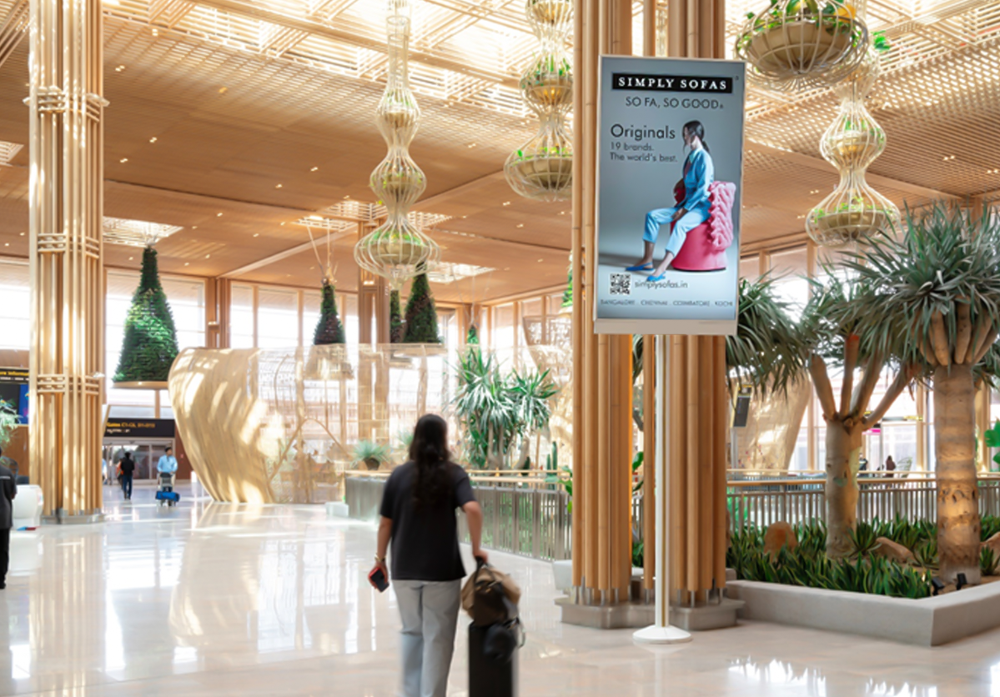 SIMPLY SOFAS
SO FA, SO GOOD®
Originals
19 brands.
The world's best.
simplysofas.in
BANGALORE CHENNAI COIMBATORE KOCHI